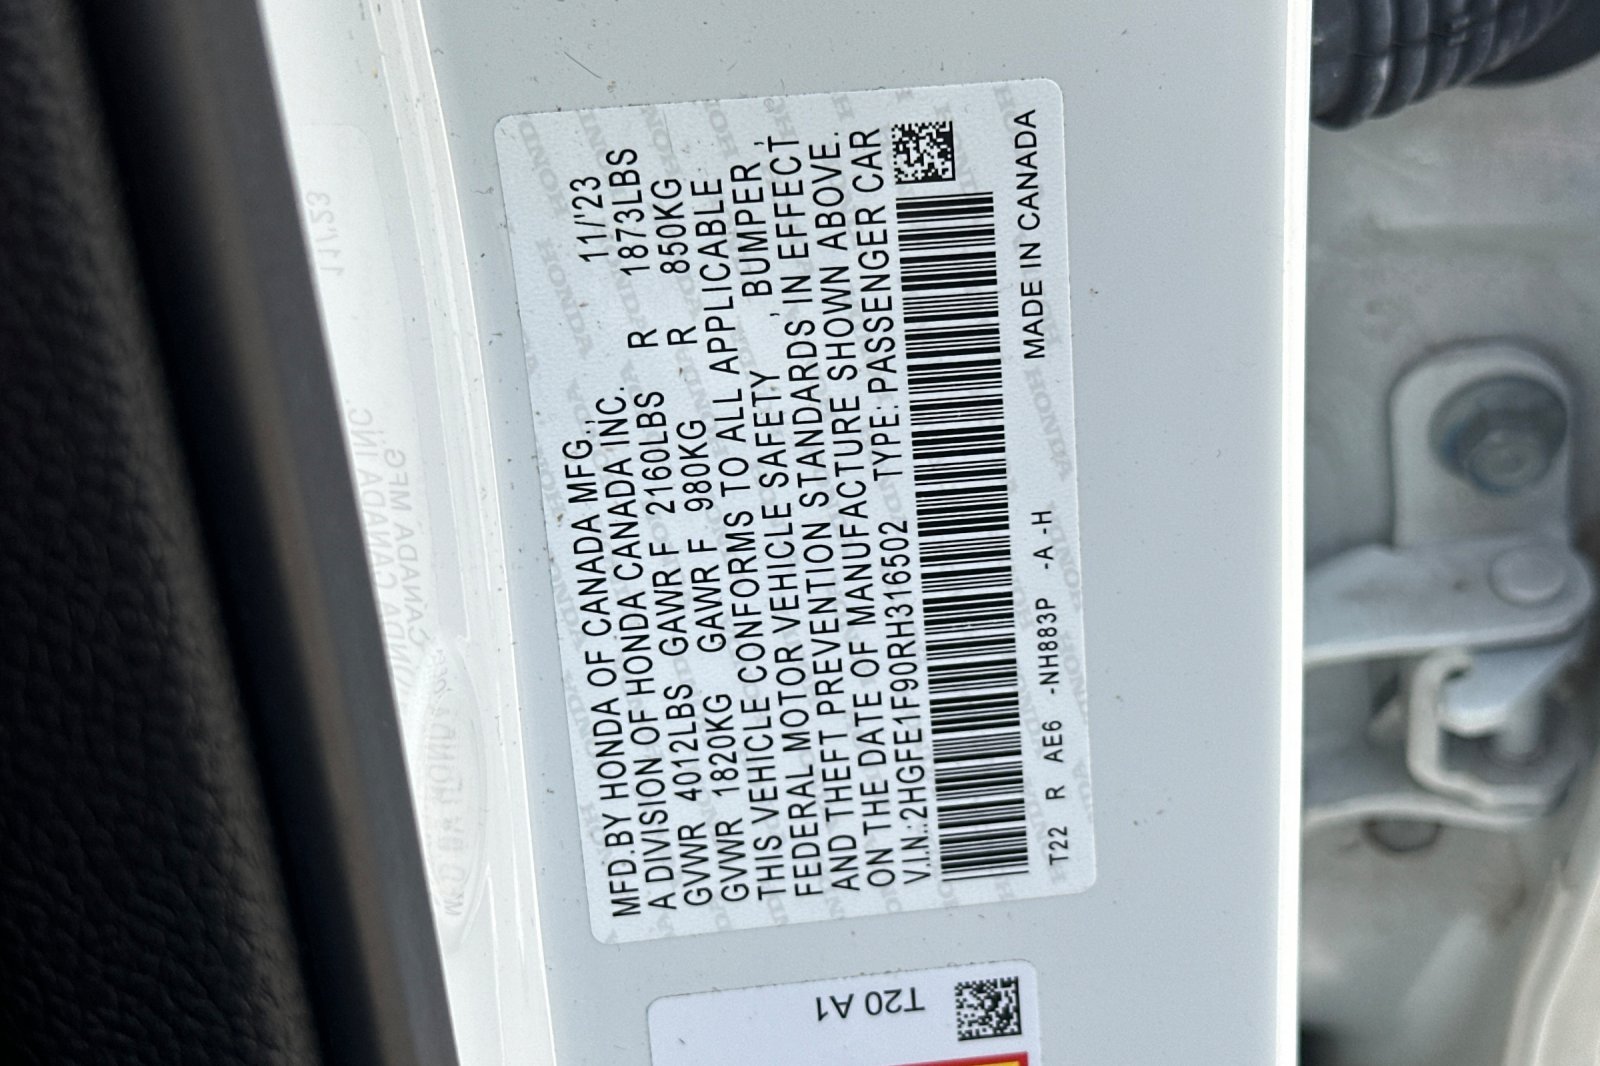 MFD.BY HONDA OF CANADA MFG., 11/'23
A DIVISION OF HONDA CANADA INC.
GVWR 4012LBS GAWR F 2160LBS R 1873LBS
GVWR 1820KG GAWR F 980KG R 850KG
THIS VEHICLE CONFORMS TO ALL APPLICABLE
FEDERAL MOTOR VEHICLE SAFETY, BUMPER,
AND THEFT PREVENTION STANDARDS IN EFFECT
ON THE DATE OF MANUFACTURE SHOWN ABOVE.
V.I.N.:2HGFE1F90RH316502 TYPE: PASSENGER CAR
T22 R AE6 -NH883P -A -H MADE IN CANADA
T20 A1